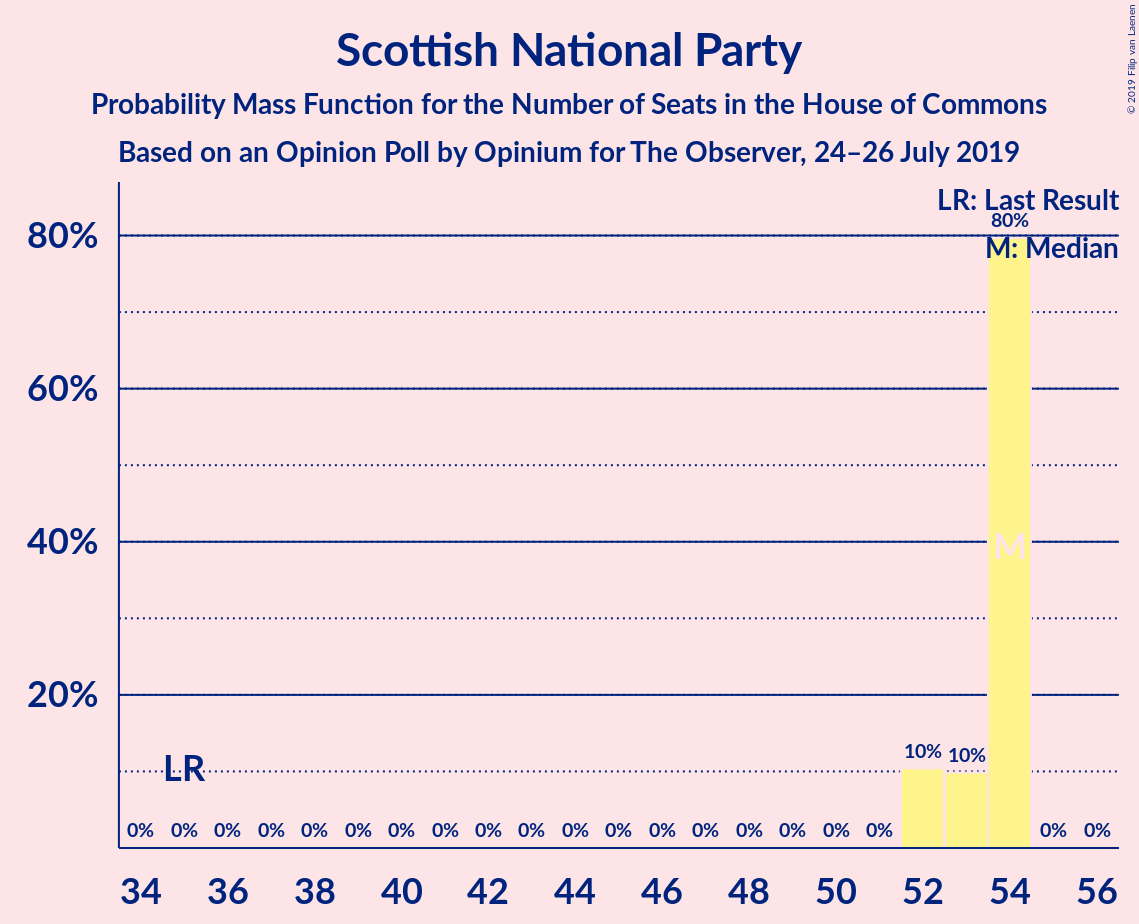 Scottish National Party
Probability Mass Function for the Number of Seats in the House of Commons
Based on an Opinion Poll by Opinium for The Observer, 24–26 July 2019
© 2019 Filip van Laenen
LR: Last Result
M: Median
80%
60%
40%
20%
LR
M
0% 0% 0% 0% 0% 0% 0% 0% 0% 0% 0% 0% 0% 0% 0% 0% 0% 0% 10% 10% 80% 0% 0%
34 36 38 40 42 44 46 48 50 52 54 56